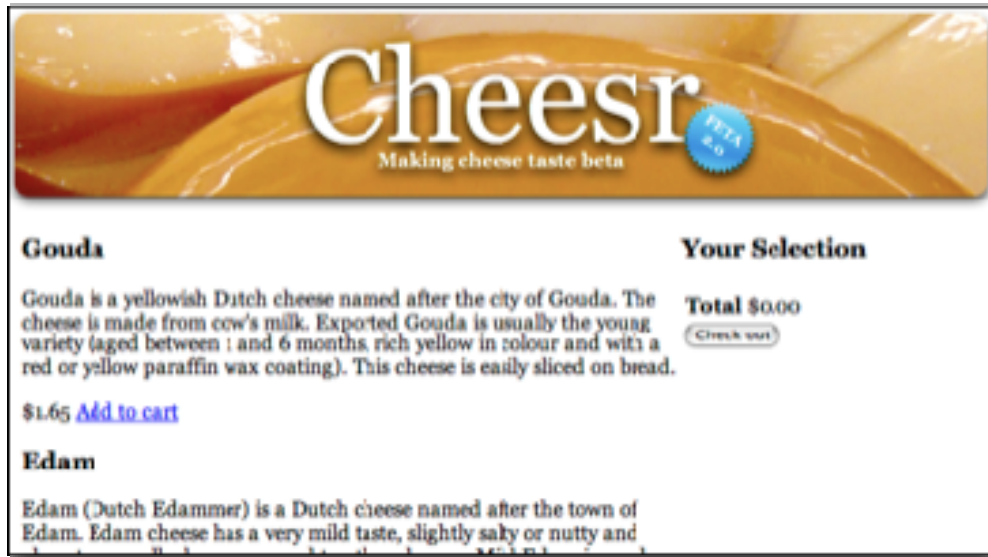 Cheesr
FETA
2.0
Making cheese taste beta
Gouda
Gouda is a yellowish Dutch cheese named after the city of Gouda. The
cheese is made from cow's milk. Exported Gouda is usually the young
variety (aged between 1 and 6 months, rich yellow in colour and with a
red or yellow paraffin wax coating). This cheese is easily sliced on bread.
$1.65 Add to cart
Edam
Edam (Dutch Edammer) is a Dutch cheese named after the town of
Edam. Edam cheese has a very mild taste, slightly salty or nutty and
Your Selection
Total $0.00
Check out